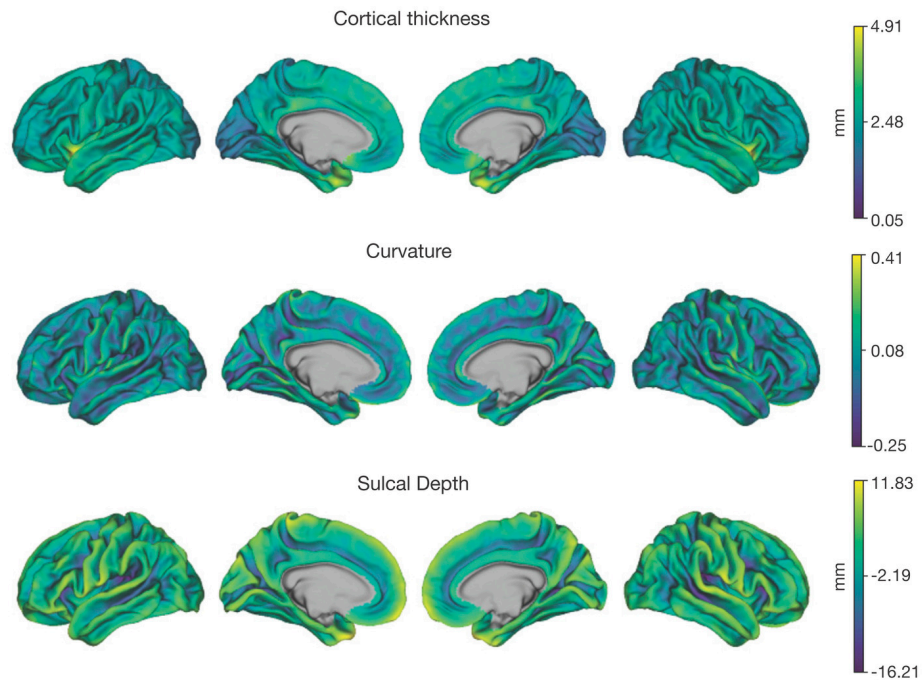 Cortical thickness
4.91
mm
2.48
0.05
Curvature
0.41
0.08
-0.25
Sulcal Depth
11.83
mm
-2.19
-16.21